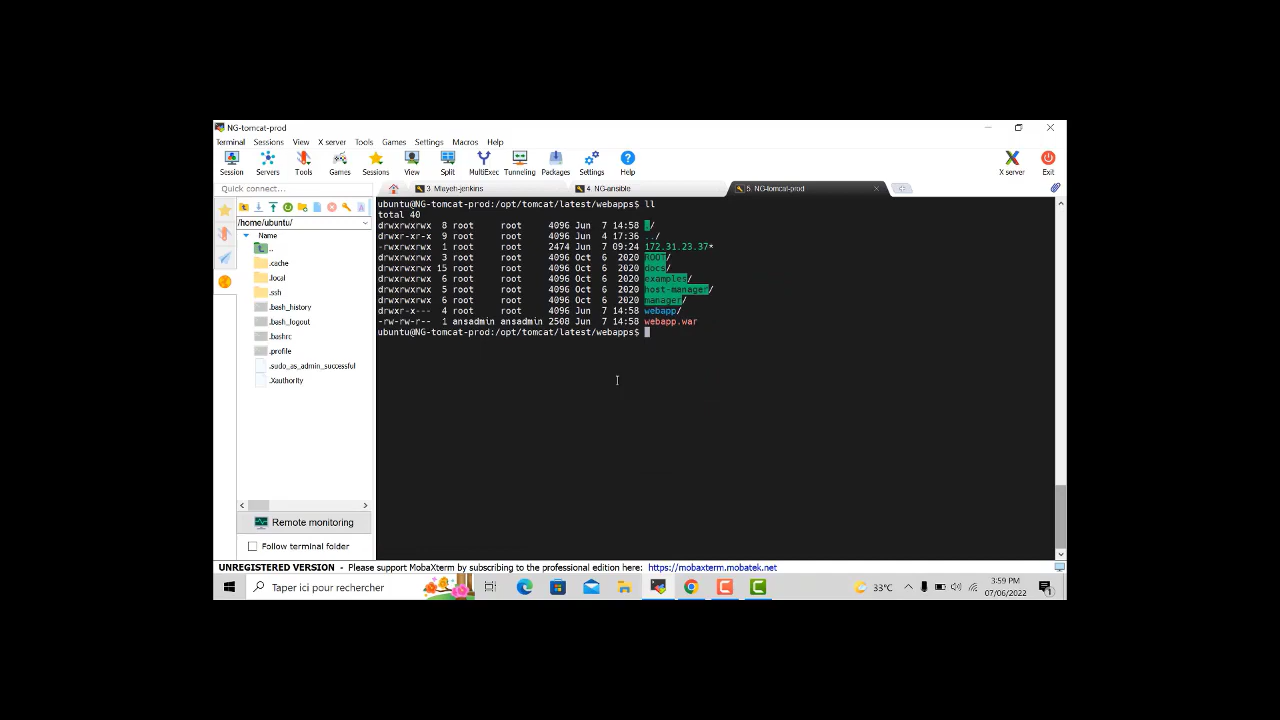 NG-tomcat-prod
Terminal Sessions View X server Tools Games Settings Macros Help
Session Servers Tools Games Sessions View Split MultiExec Tunneling Packages Settings Help X server Exit
Quick connect...
3. Miayeh-jenkins
4. NG-ansible
5. NG-tomcat-prod
/home/ubuntu/
Name
..
.cache
.local
.ssh
.bash_history
.bash_logout
.bashrc
.profile
.sudo_as_admin_successful
.Xauthority
Remote monitoring
Follow terminal folder
ubuntu@NG-tomcat-prod:/opt/tomcat/latest/webapps$ ll
total 40
drwxrwxrwx 8 root root 4096 Jun 7 14:58 ./
drwxr-xr-x 9 root root 4096 Jun 4 17:36 ../
-rwxrwxrwx 1 root root 2474 Jun 7 09:24 172.31.23.37*
drwxrwxrwx 3 root root 4096 Oct 6 2020 ROOT/
drwxrwxrwx 15 root root 4096 Oct 6 2020 docs/
drwxrwxrwx 6 root root 4096 Oct 6 2020 examples/
drwxrwxrwx 5 root root 4096 Oct 6 2020 host-manager/
drwxrwxrwx 6 root root 4096 Oct 6 2020 manager/
drwxr-x--- 4 root root 4096 Jun 7 14:58 webapp/
-rw-rw-r-- 1 ansadmin ansadmin 2508 Jun 7 14:58 webapp.war
ubuntu@NG-tomcat-prod:/opt/tomcat/latest/webapps$
UNREGISTERED VERSION - Please support MobaXterm by subscribing to the professional edition here: https://mobaxterm.mobatek.net
Taper ici pour rechercher
33°C
3:59 PM
07/06/2022